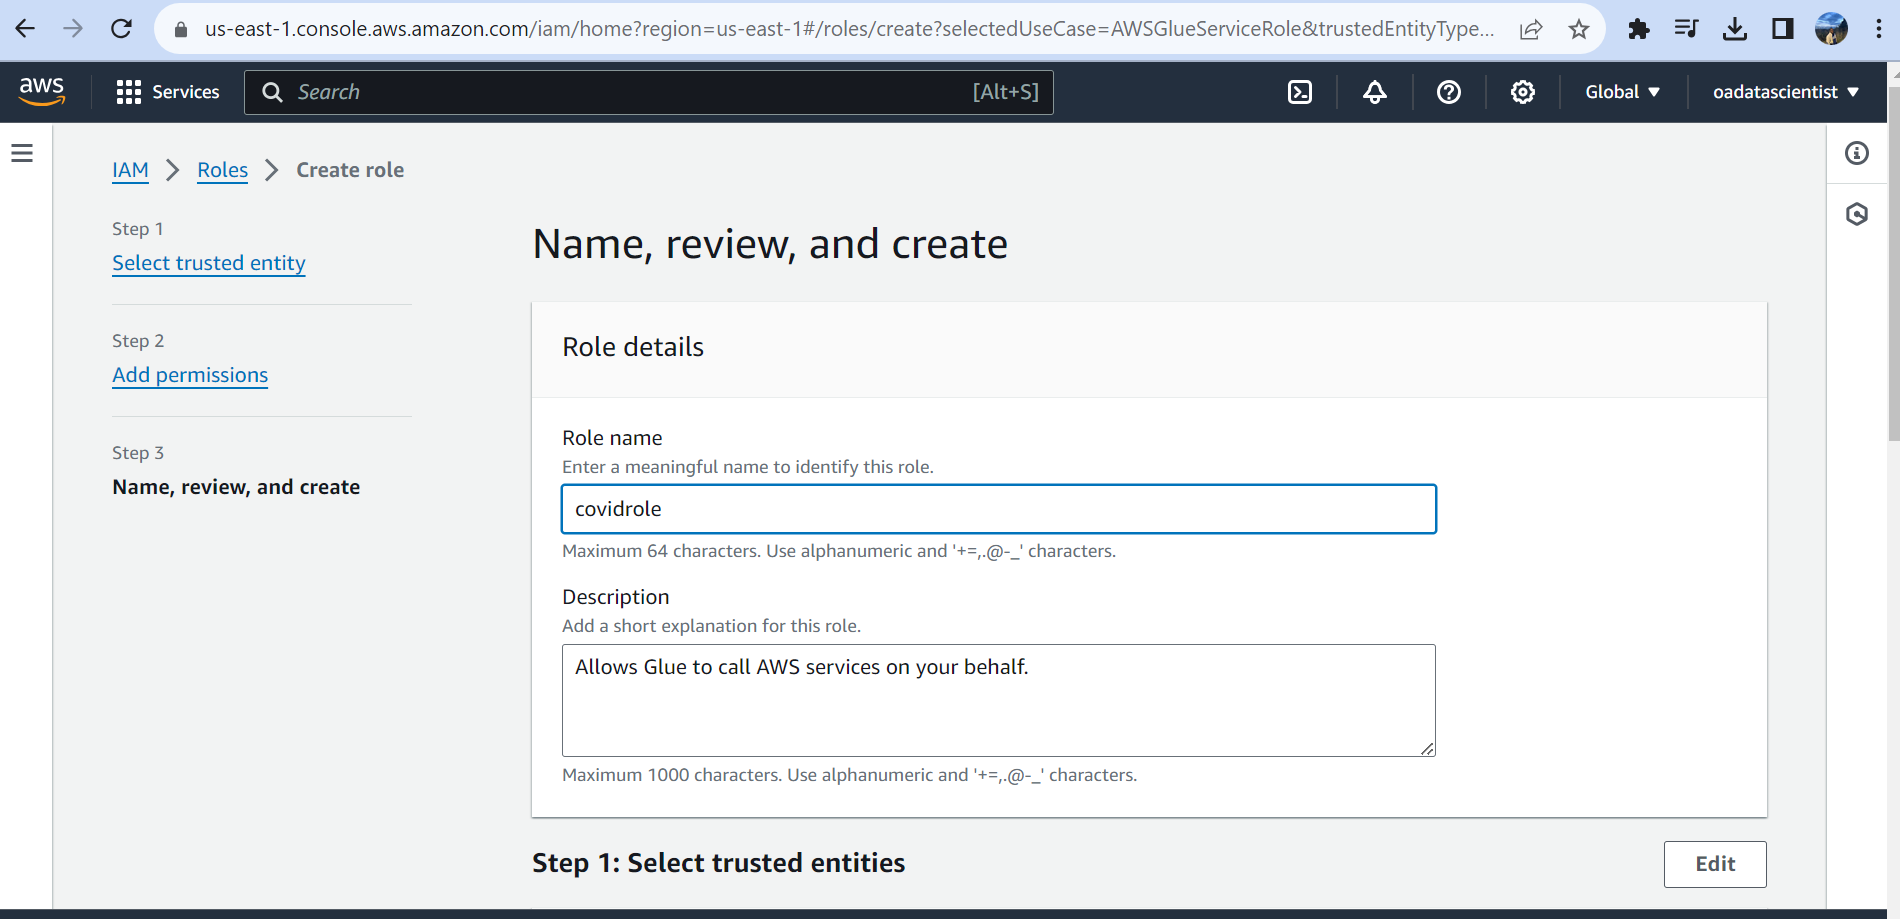 us-east-1.console.aws.amazon.com/iam/home?region=us-east-1#/roles/create?selectedUseCase=AWSGlueServiceRole&trustedEntityType...
aws
Services
Search
[Alt+S]
Global
oadatascientist
IAM
Roles
Create role
Step 1
Select trusted entity
Step 2
Add permissions
Step 3
Name, review, and create
Name, review, and create
Role details
Role name
Enter a meaningful name to identify this role.
covidrole
Maximum 64 characters. Use alphanumeric and '+=,.@-_' characters.
Description
Add a short explanation for this role.
Allows Glue to call AWS services on your behalf.
Maximum 1000 characters. Use alphanumeric and '+=,.@-_' characters.
Step 1: Select trusted entities
Edit